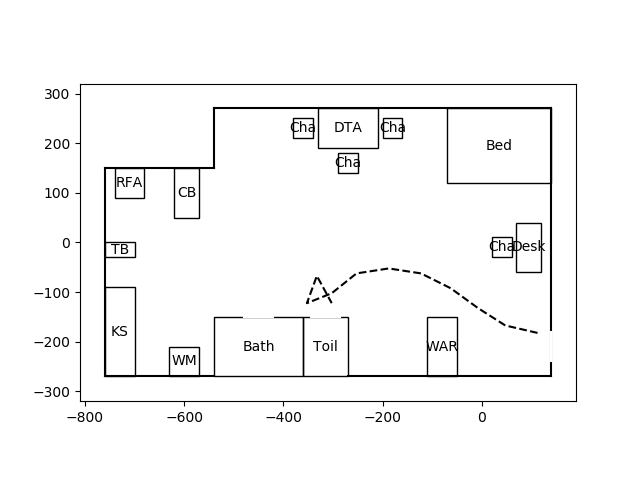 300
200
100
0
−100
−200
−300
−800
−600
−400
−200
0
Cha
DTA
Cha
Cha
Bed
RFA
CB
TB
Cha
Desk
KS
WM
Bath
Toil
WAR